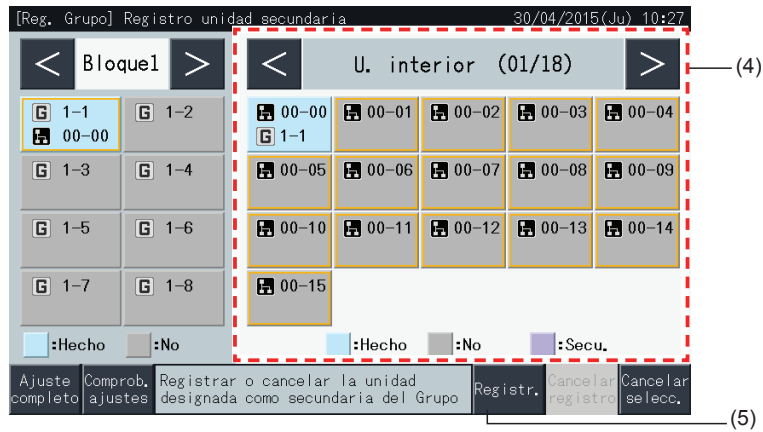 [Reg. Grupo] Registro unidad secundaria 30/04/2015(Ju) 10:27
< Bloque1 > < U. interior (01/18) > (4)
G 1-1 G 1-2 00-00 00-01 00-02 00-03 00-04
00-00 G 1-1
G 1-3 G 1-4 00-05 00-06 00-07 00-08 00-09
G 1-5 G 1-6 00-10 00-11 00-12 00-13 00-14
G 1-7 G 1-8 00-15
:Hecho :No :Hecho :No :Secu.
Ajuste Comprob. Registrar o cancelar la unidad Registr. Cancelar Cancelar
completo ajustes designada como secundaria del Grupo registro selecc.
(5)